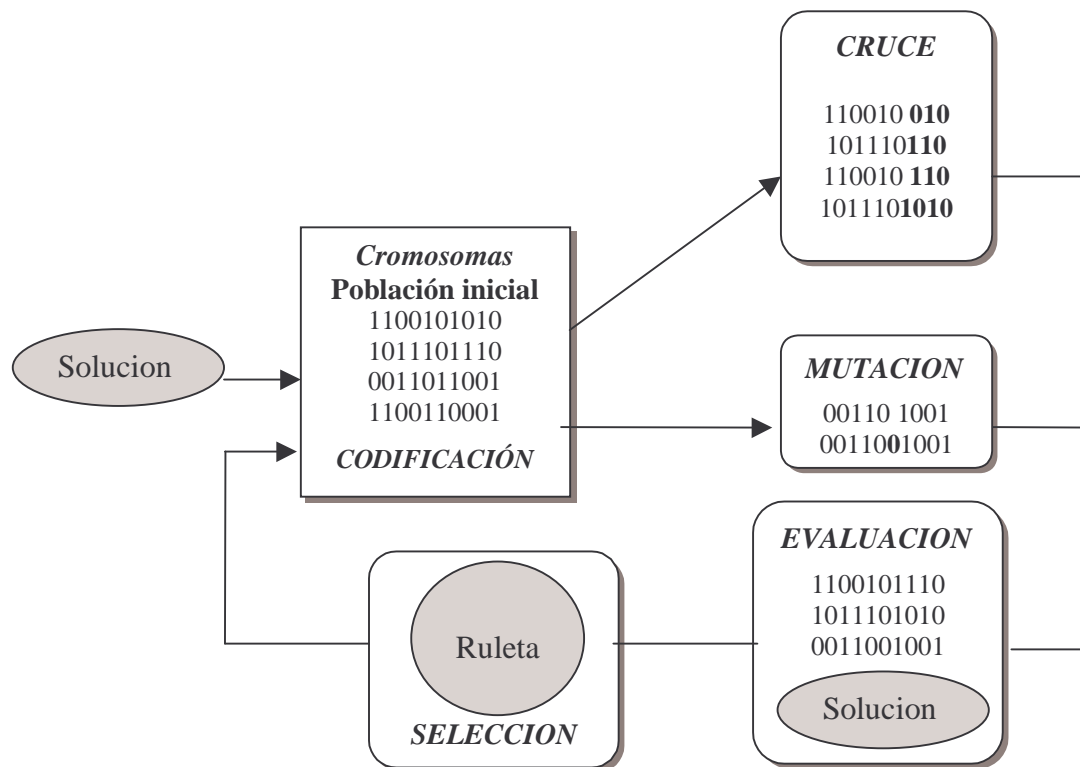 CRUCE
110010 010
101110110
110010 110
1011101010
Cromosomas
Población inicial
1100101010
1011101110
0011011001
1100110001
CODIFICACIÓN
Solucion
MUTACION
00110 1001
0011001001
EVALUACION
1100101110
1011101010
0011001001
Solucion
Ruleta
SELECCION